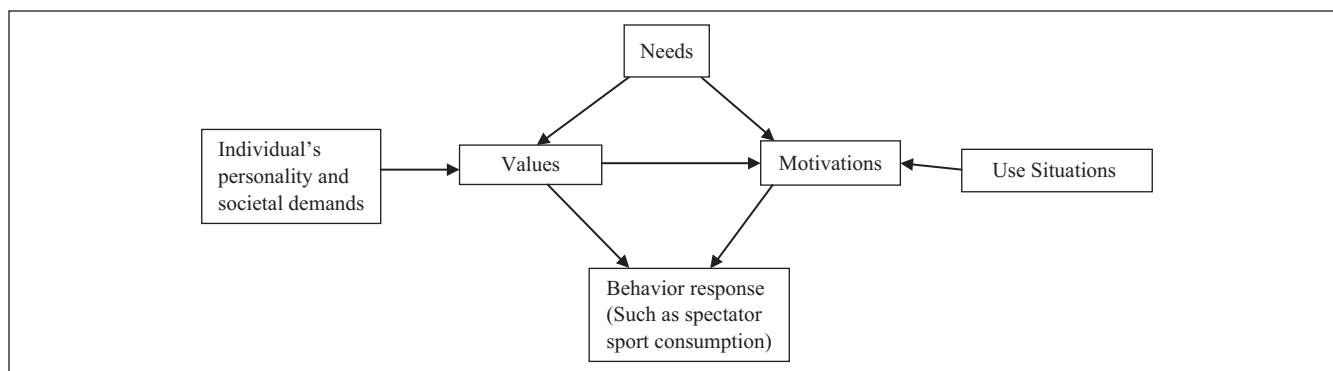 Needs
Individual's
personality and
societal demands
Values
Motivations
Use Situations
Behavior response
(Such as spectator
sport consumption)